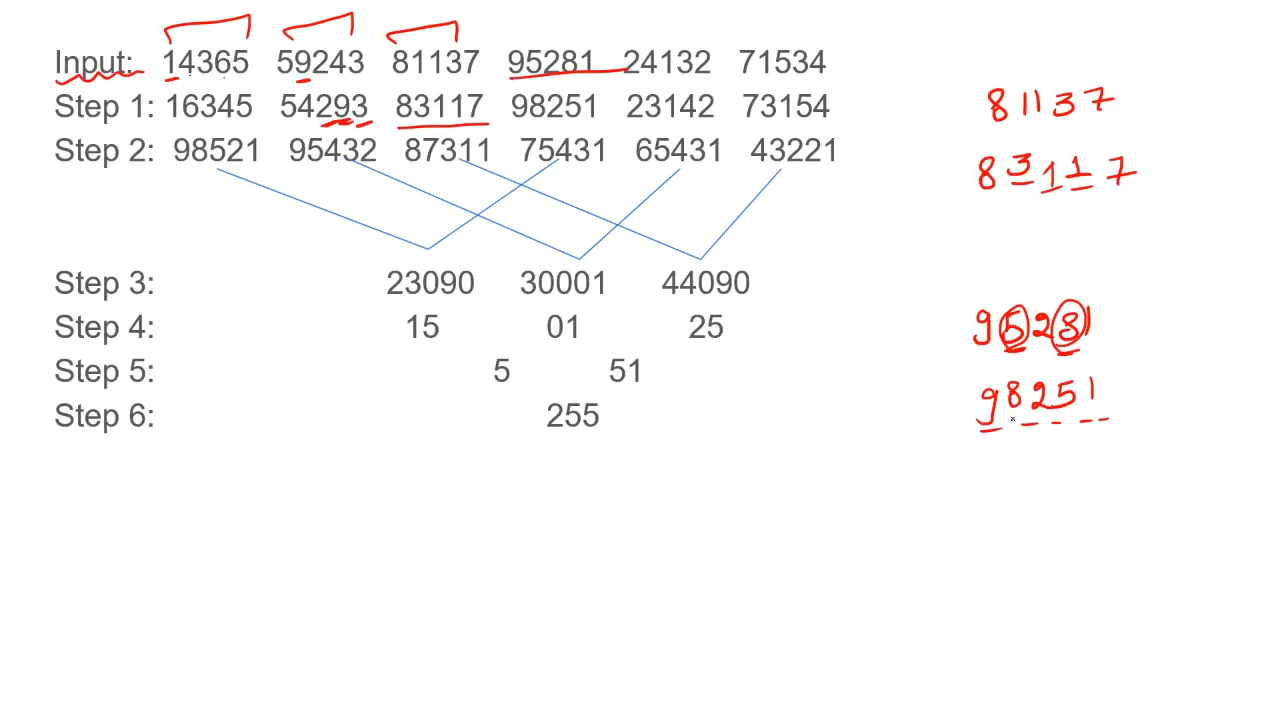 Input: 14365 59243 81137 95281 24132 71534
Step 1: 16345 54293 83117 98251 23142 73154
Step 2: 98521 95432 87311 75431 65431 43221
Step 3: 23090 30001 44090
Step 4: 15 01 25
Step 5: 5 51
Step 6: 255
81137
83117
95281
98251